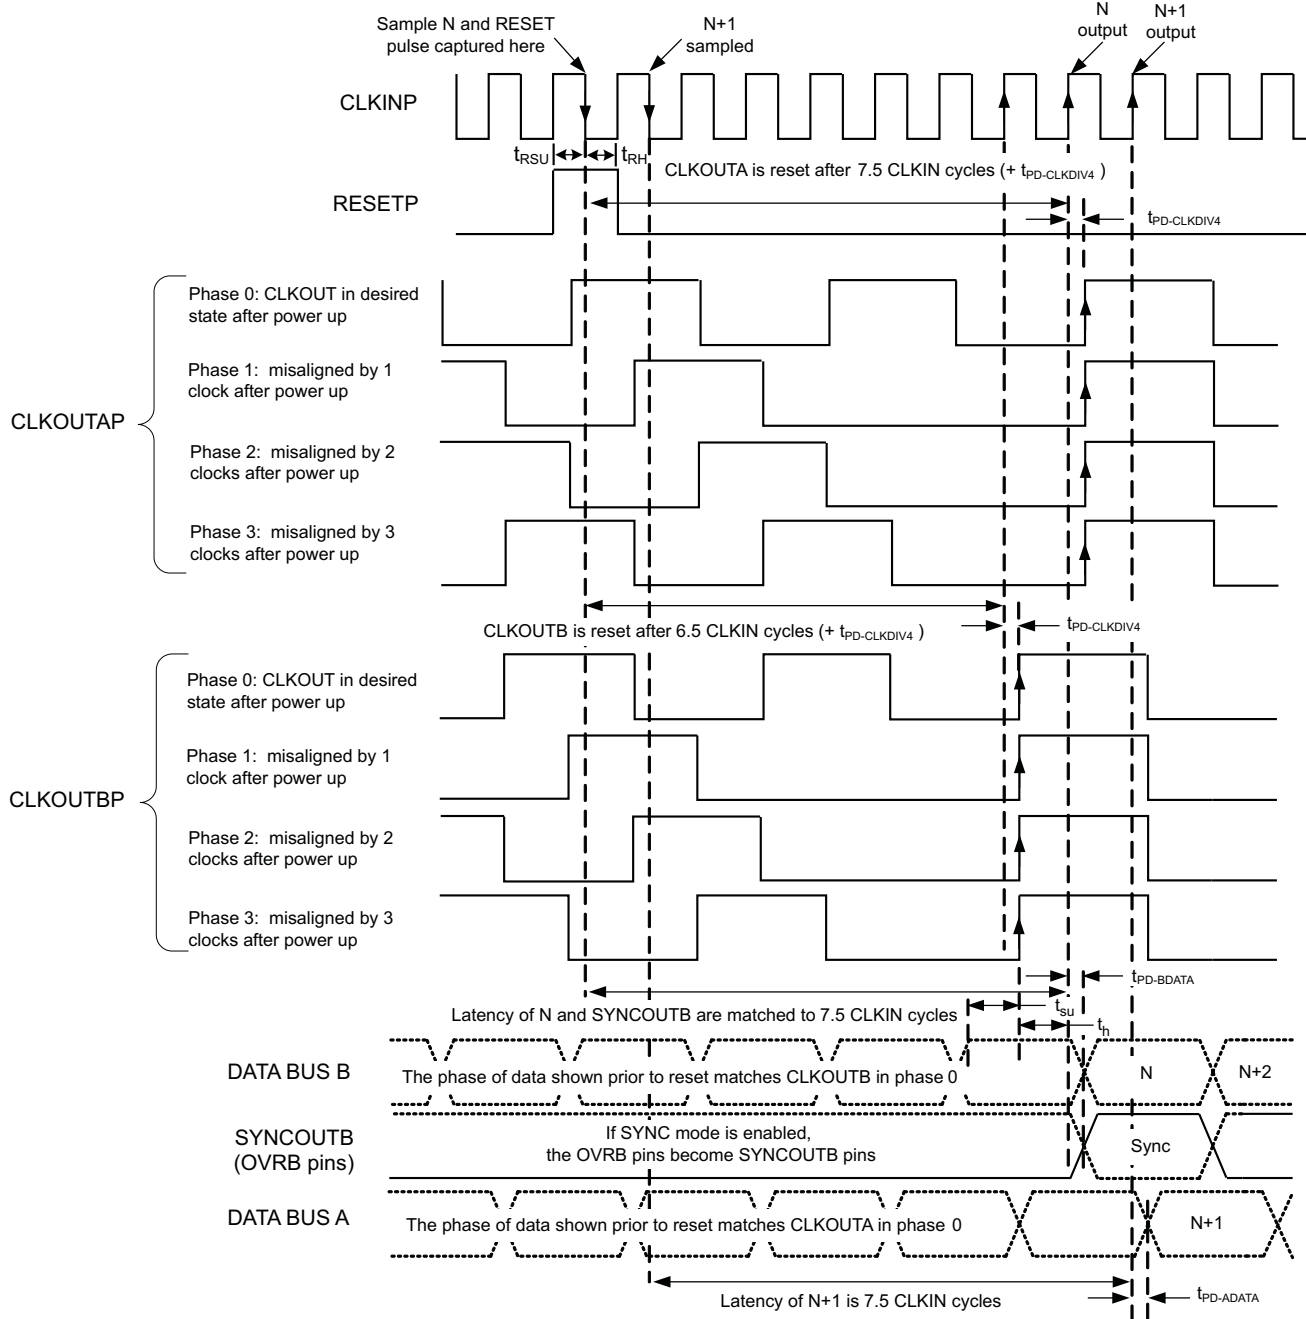 Sample N and RESET
pulse captured here
N+1
sampled
N
output
N+1
output
CLKINP
tRSU
tRH
CLKOUTA is reset after 7.5 CLKIN cycles (+ tPD-CLKDIV4 )
RESETP
tPD-CLKDIV4
Phase 0: CLKOUT in desired
state after power up
Phase 1: misaligned by 1
clock after power up
CLKOUTAP
Phase 2: misaligned by 2
clocks after power up
Phase 3: misaligned by 3
clocks after power up
CLKOUTB is reset after 6.5 CLKIN cycles (+ tPD-CLKDIV4 )
tPD-CLKDIV4
Phase 0: CLKOUT in desired
state after power up
Phase 1: misaligned by 1
clock after power up
CLKOUTBP
Phase 2: misaligned by 2
clocks after power up
Phase 3: misaligned by 3
clocks after power up
tPD-BDATA
Latency of N and SYNCOUTB are matched to 7.5 CLKIN cycles
tsu
th
DATA BUS B
The phase of data shown prior to reset matches CLKOUTB in phase 0
N
N+2
SYNCOUTB
(OVRB pins)
If SYNC mode is enabled,
the OVRB pins become SYNCOUTB pins
Sync
DATA BUS A
The phase of data shown prior to reset matches CLKOUTA in phase 0
N+1
Latency of N+1 is 7.5 CLKIN cycles
tPD-ADATA